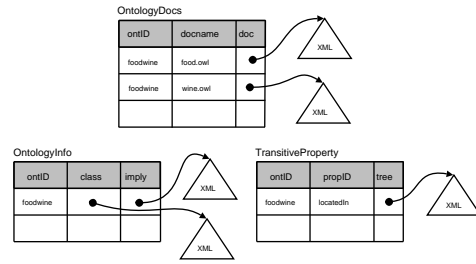 OntologyDocs
ontID docname doc
foodwine food.owl
XML
foodwine wine.owl
XML
OntologyInfo
ontID class imply
foodwine
XML
XML
TransitiveProperty
ontID propID tree
foodwine locatedIn
XML